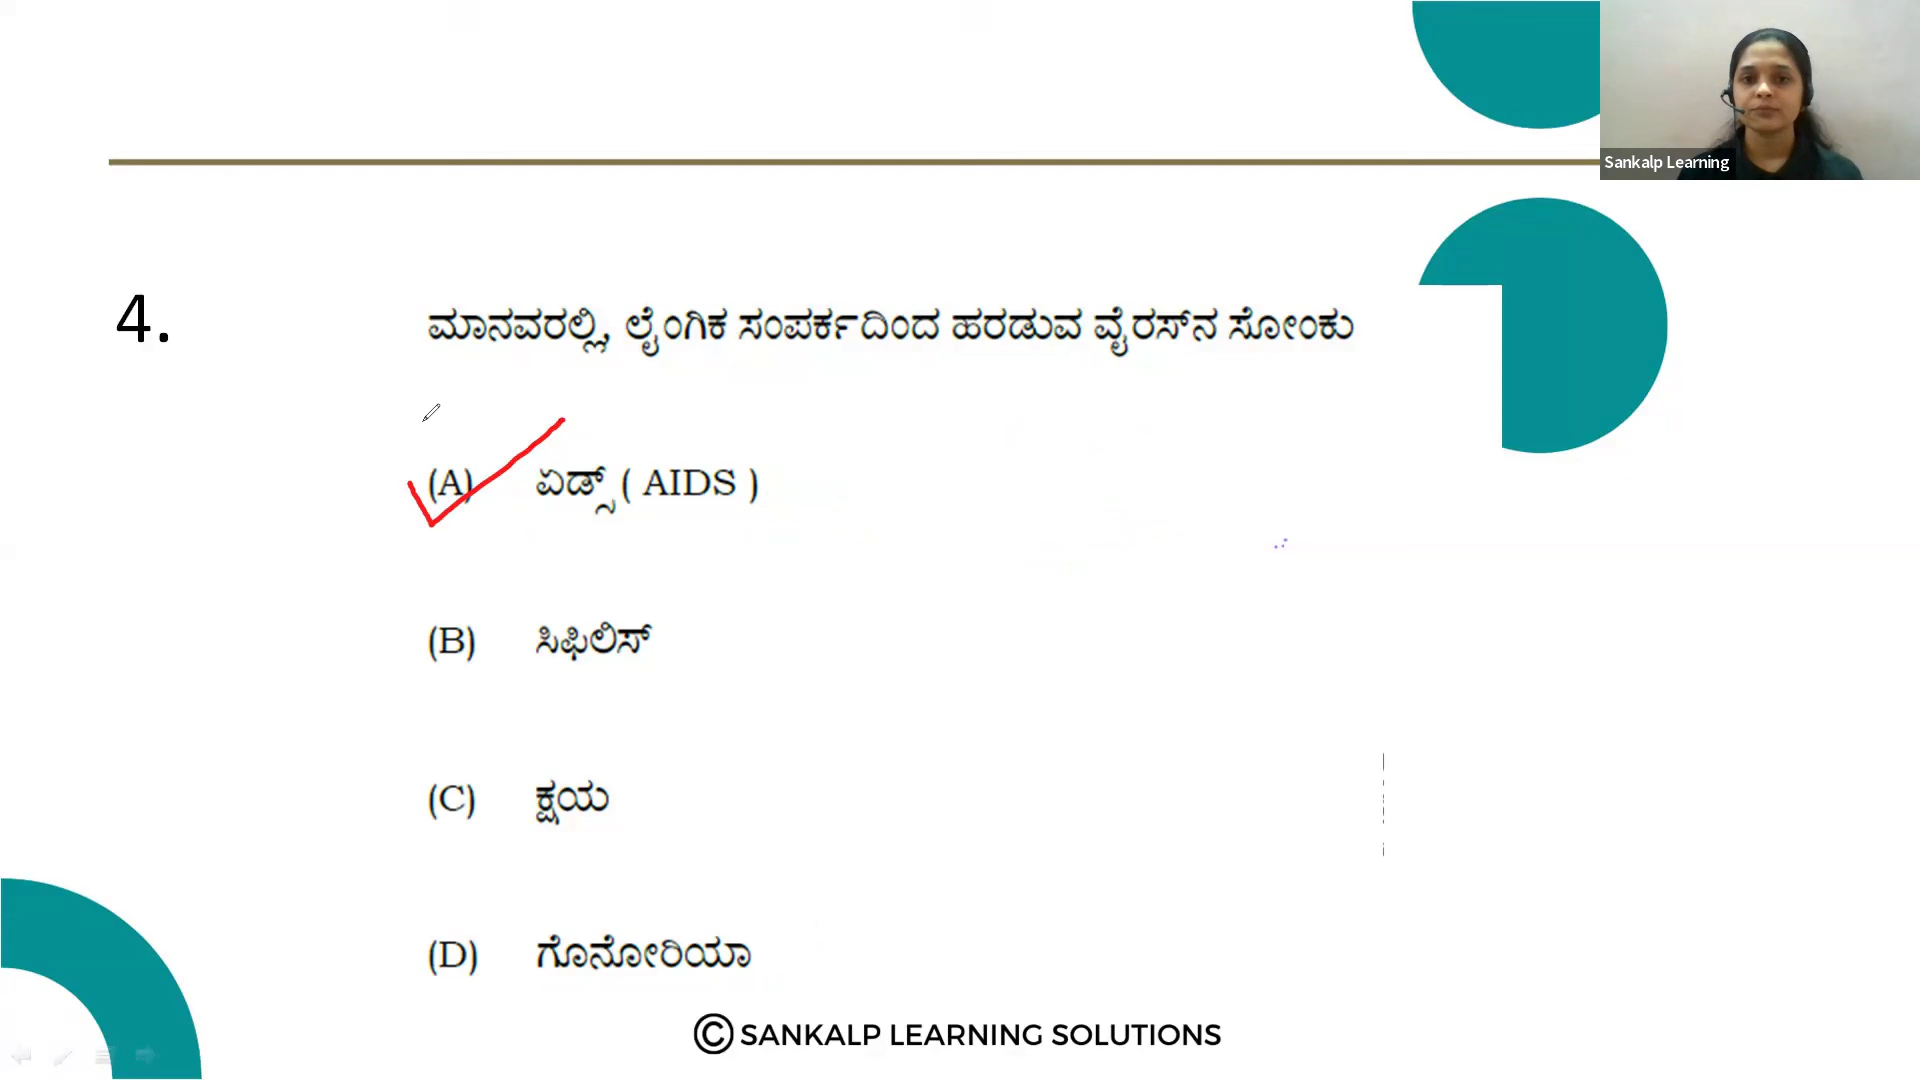 Sankalp Learning
4. ಮಾನವರಲ್ಲಿ, ಲೈಂಗಿಕ ಸಂಪರ್ಕದಿಂದ ಹರಡುವ ವೈರಸ್‌ನ ಸೋಂಕು
(A) ಏಡ್ಸ್ ( AIDS )
(B) ಸಿಫಿಲಿಸ್
(C) ಕ್ಷಯ
(D) ಗೊನೋರಿಯಾ
© SANKALP LEARNING SOLUTIONS